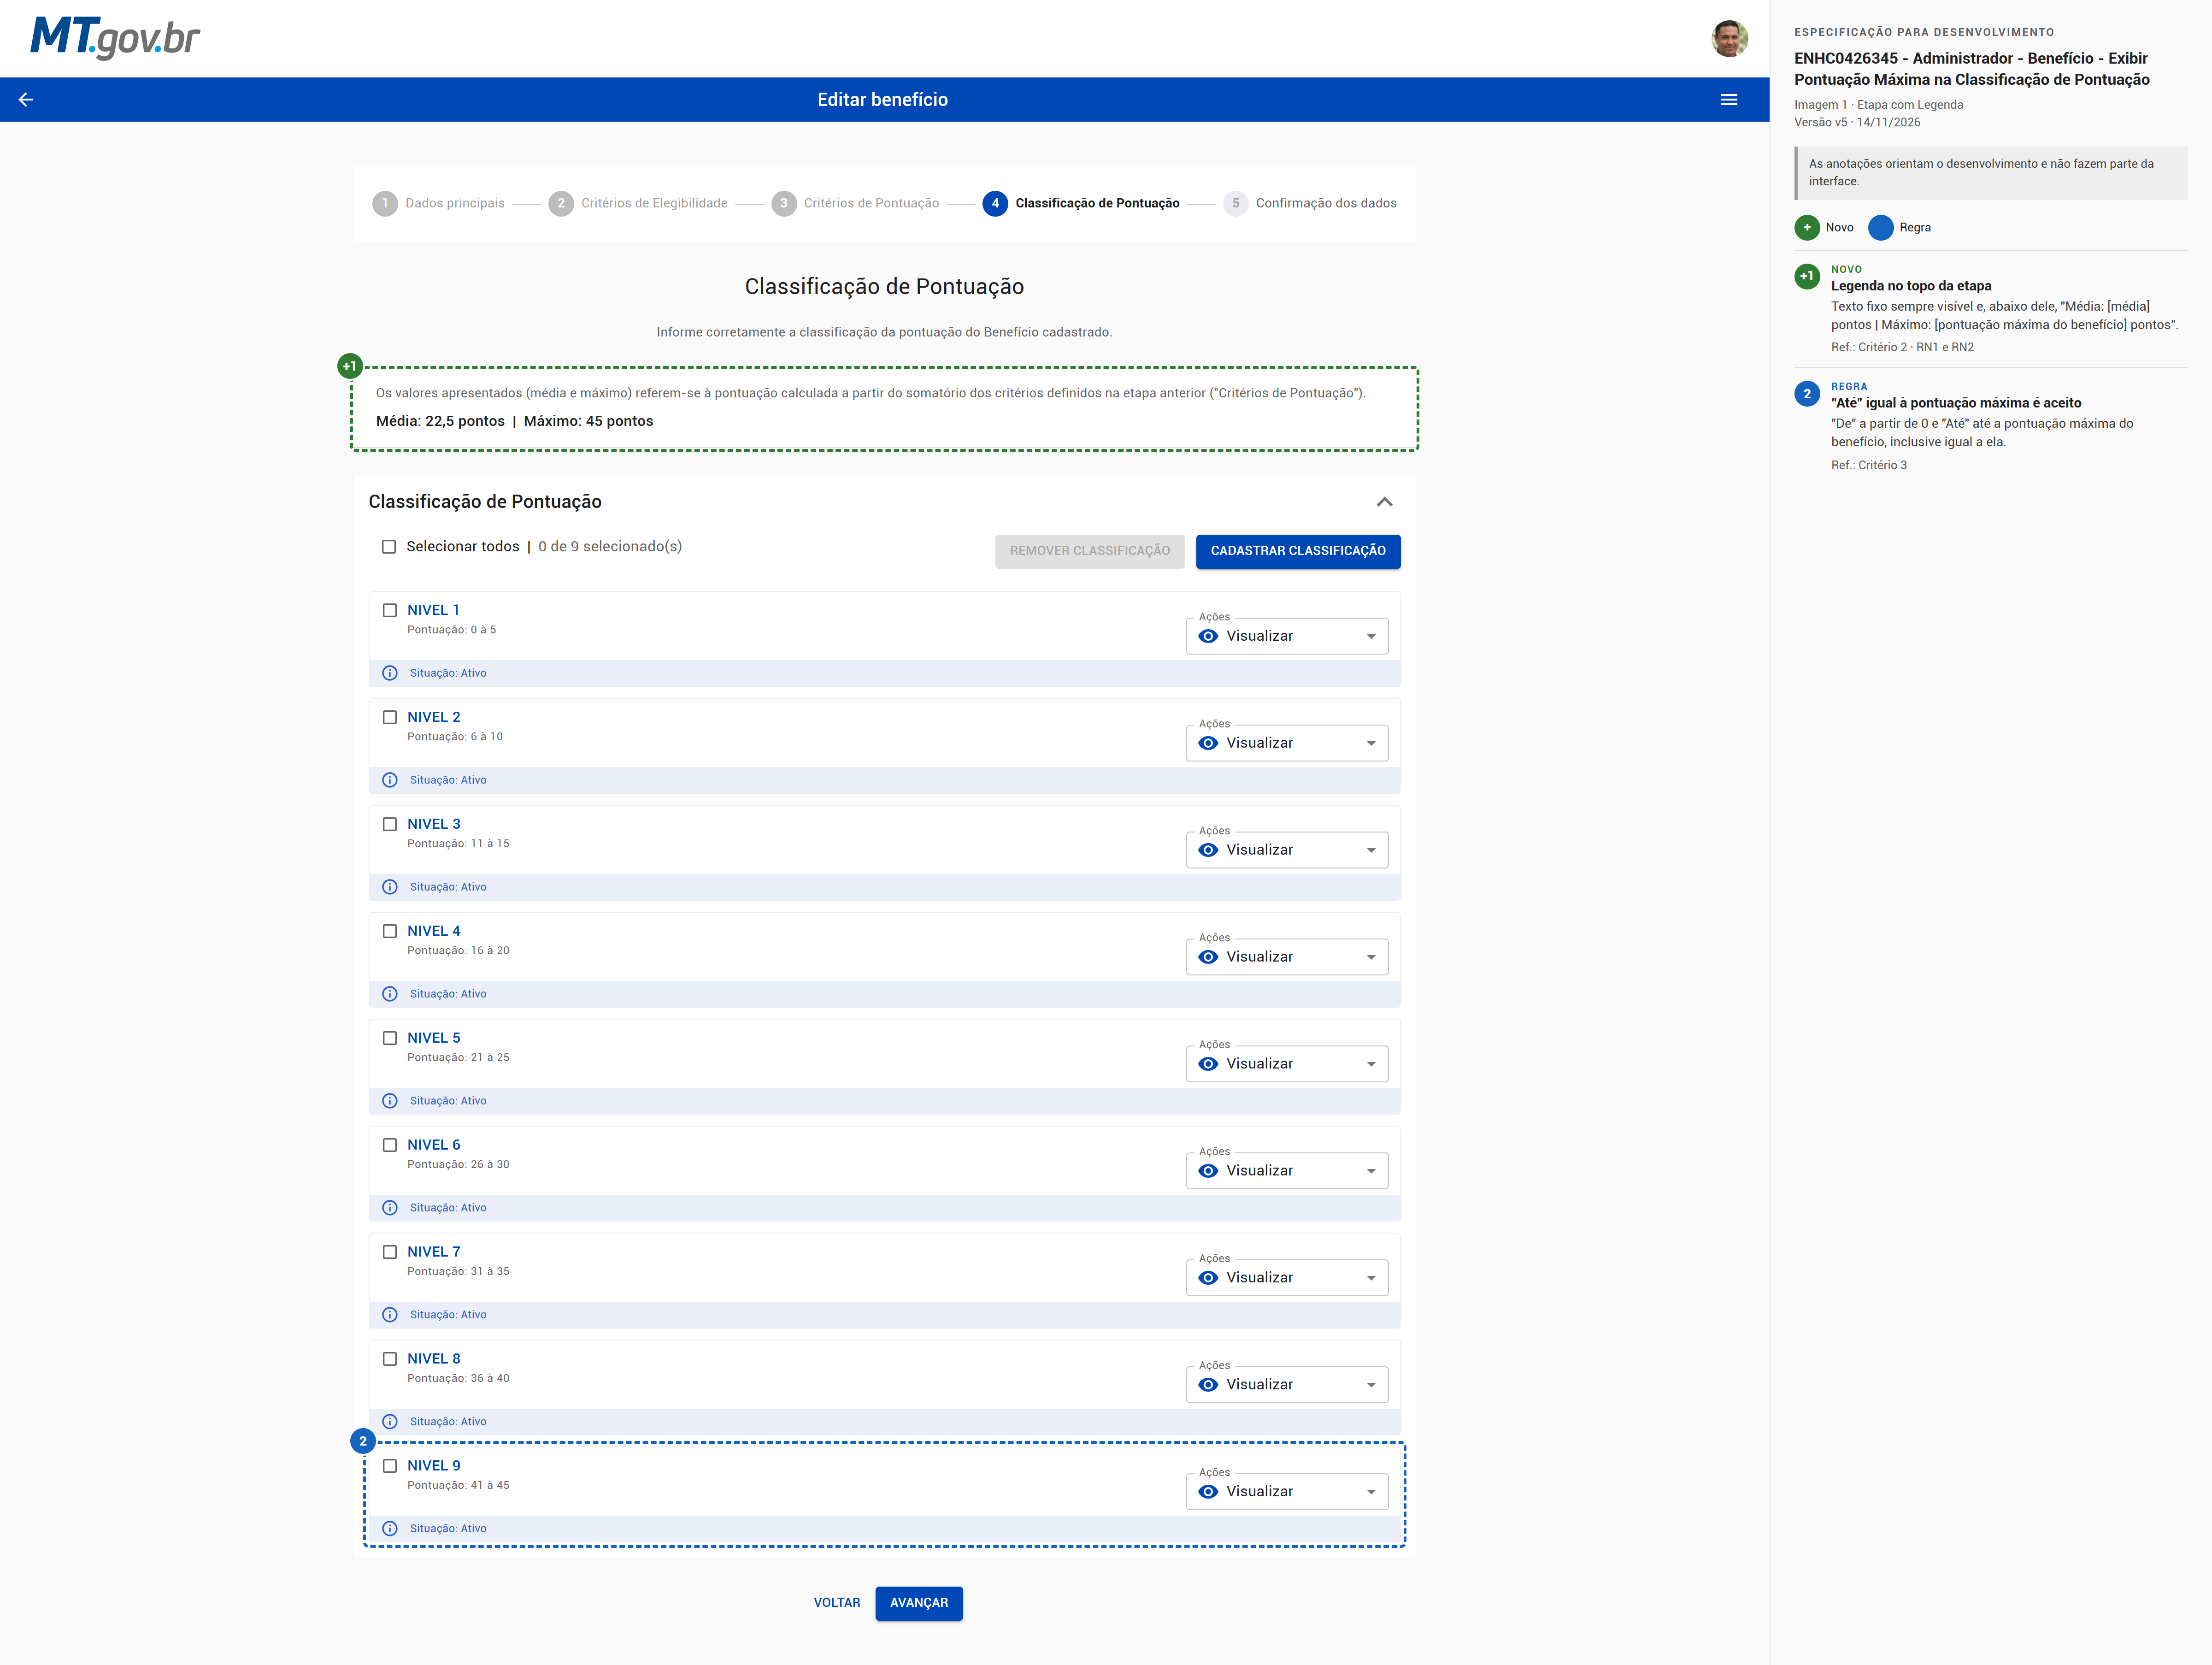 MT.gov.br
Editar benefício
1 Dados principais
2 Critérios de Elegibilidade
3 Critérios de Pontuação
4 Classificação de Pontuação
5 Confirmação dos dados
Classificação de Pontuação
Informe corretamente a classificação da pontuação do Benefício cadastrado.
+1
Os valores apresentados (média e máximo) referem-se à pontuação calculada a partir do somatório dos critérios definidos na etapa anterior ("Critérios de Pontuação").
Média: 22,5 pontos | Máximo: 45 pontos
Classificação de Pontuação
Selecionar todos | 0 de 9 selecionado(s)
REMOVER CLASSIFICAÇÃO
CADASTRAR CLASSIFICAÇÃO
NIVEL 1
Pontuação: 0 à 5
Ações
Visualizar
Situação: Ativo
NIVEL 2
Pontuação: 6 à 10
Ações
Visualizar
Situação: Ativo
NIVEL 3
Pontuação: 11 à 15
Ações
Visualizar
Situação: Ativo
NIVEL 4
Pontuação: 16 à 20
Ações
Visualizar
Situação: Ativo
NIVEL 5
Pontuação: 21 à 25
Ações
Visualizar
Situação: Ativo
NIVEL 6
Pontuação: 26 à 30
Ações
Visualizar
Situação: Ativo
NIVEL 7
Pontuação: 31 à 35
Ações
Visualizar
Situação: Ativo
NIVEL 8
Pontuação: 36 à 40
Ações
Visualizar
Situação: Ativo
2
NIVEL 9
Pontuação: 41 à 45
Ações
Visualizar
Situação: Ativo
VOLTAR
AVANÇAR
ESPECIFICAÇÃO PARA DESENVOLVIMENTO
ENHC0426345 - Administrador - Benefício - Exibir
Pontuação Máxima na Classificação de Pontuação
Imagem 1 · Etapa com Legenda
Versão v5 · 14/11/2026
As anotações orientam o desenvolvimento e não fazem parte da
interface.
+ Novo
Regra
+1
NOVO
Legenda no topo da etapa
Texto fixo sempre visível e, abaixo dele, "Média: [média]
pontos | Máximo: [pontuação máxima do benefício] pontos".
Ref.: Critério 2 · RN1 e RN2
2
REGRA
"Até" igual à pontuação máxima é aceito
"De" a partir de 0 e "Até" até a pontuação máxima do
benefício, inclusive igual a ela.
Ref.: Critério 3